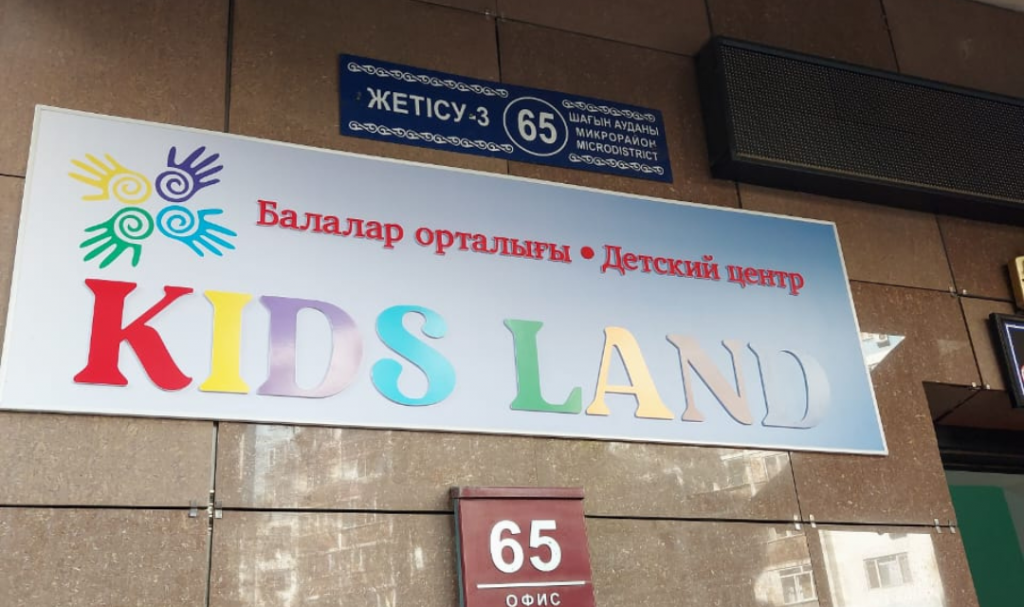 ЖЕТІСУ-3
65
ШАҒЫН АУДАНЫ
МИКРОРАЙОН
MICRODISTRICT
Балалар орталығы • Детский центр
KIDS LAND
65
ОФИС